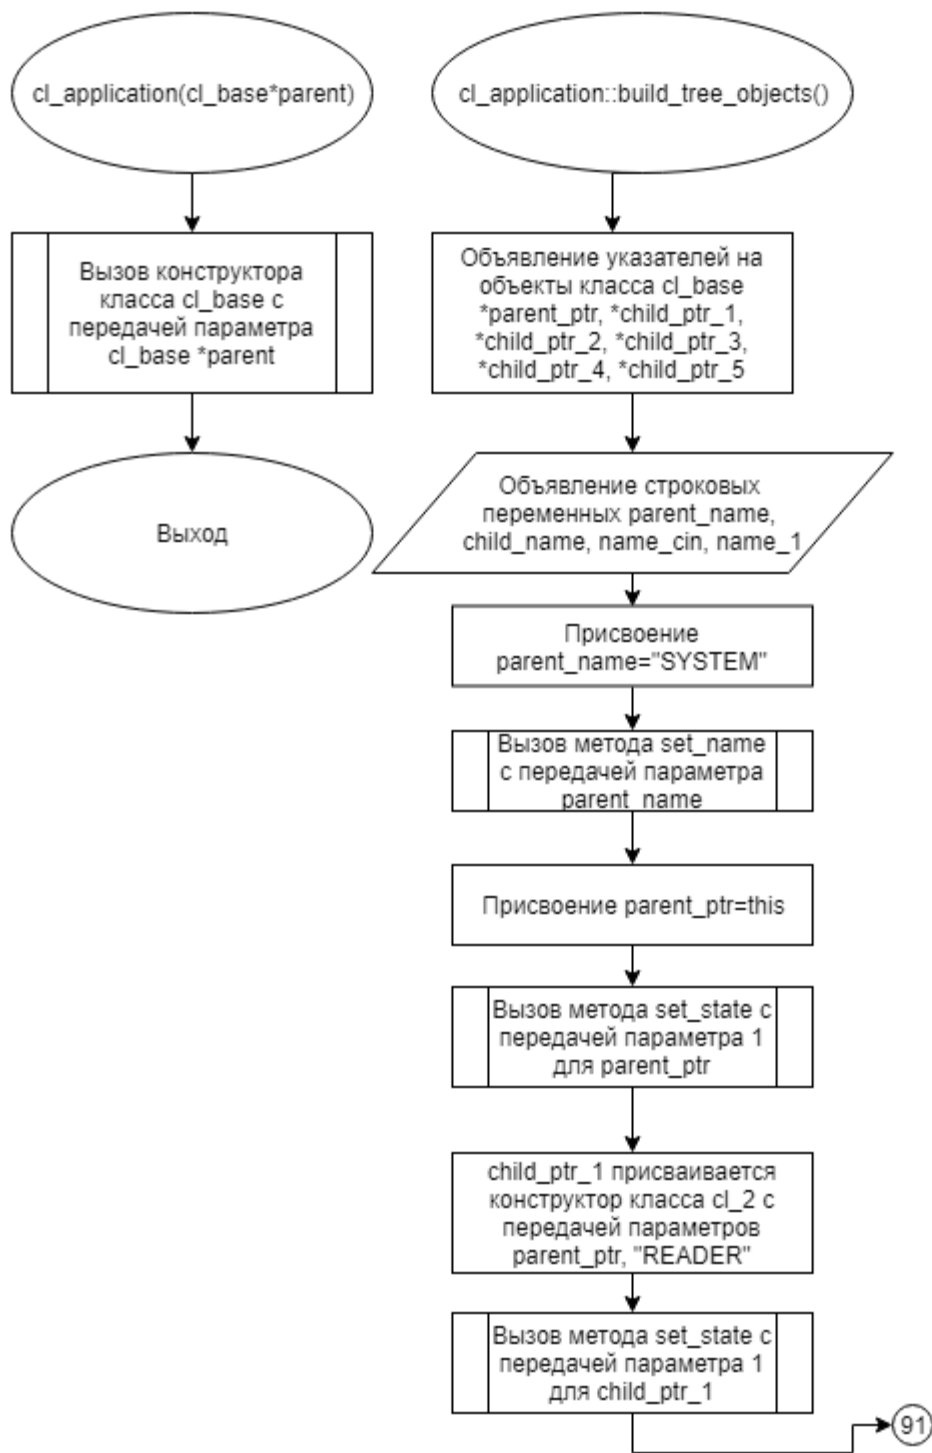 cl_application(cl_base*parent)
Вызов конструктора
класса cl_base с
передачей параметра
cl_base *parent
Выход
cl_application::build_tree_objects()
Объявление указателей на
объекты класса cl_base
*parent_ptr, *child_ptr_1,
*child_ptr_2, *child_ptr_3,
*child_ptr_4, *child_ptr_5
Объявление строковых
переменных parent_name,
child_name, name_cin, name_1
Присвоение
parent_name="SYSTEM"
Вызов метода set_name
с передачей параметра
parent_name
Присвоение parent_ptr=this
Вызов метода set_state с
передачей параметра 1
для parent_ptr
child_ptr_1 присваивается
конструктор класса cl_2 с
передачей параметров
parent_ptr, "READER"
Вызов метода set_state с
передачей параметра 1
для child_ptr_1
91